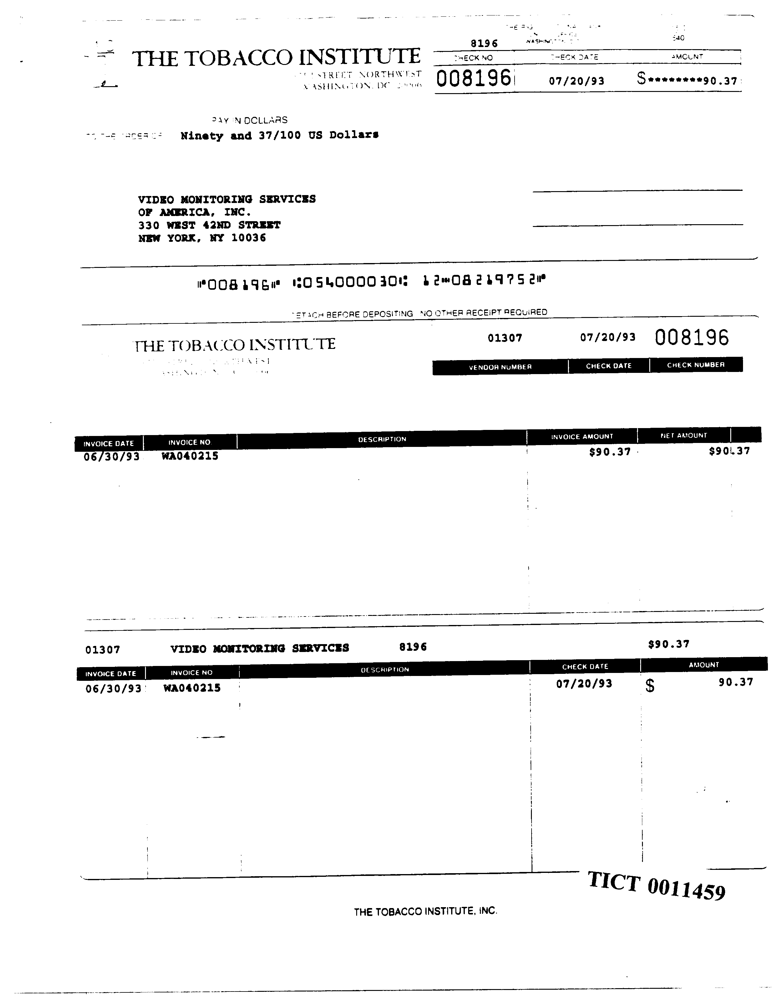 8196
THE TOBACCO INSTITUTE
CHECK NO CHECK DATE AMOUNT
STREET NORTHWEST
WASHINGTON, DC
008196 07/20/93 $********90.37
PAY IN DOLLARS
TO THE ORDER OF Ninety and 37/100 US Dollars
VIDEO MONITORING SERVICES
OF AMERICA, INC.
330 WEST 42ND STREET
NEW YORK, NY 10036
⑈008196⑈ ⑆054000030⑆ 12⑉08219752⑈
DETACH BEFORE DEPOSITING NO OTHER RECEIPT REQUIRED
THE TOBACCO INSTITUTE
01307 07/20/93 008196
VENDOR NUMBER CHECK DATE CHECK NUMBER
INVOICE DATE INVOICE NO DESCRIPTION INVOICE AMOUNT NET AMOUNT
06/30/93 WA040215 $90.37 $90.37
01307 VIDEO MONITORING SERVICES 8196 $90.37
INVOICE DATE INVOICE NO DESCRIPTION CHECK DATE AMOUNT
06/30/93 WA040215 07/20/93 $ 90.37
TICT 0011459
THE TOBACCO INSTITUTE, INC.